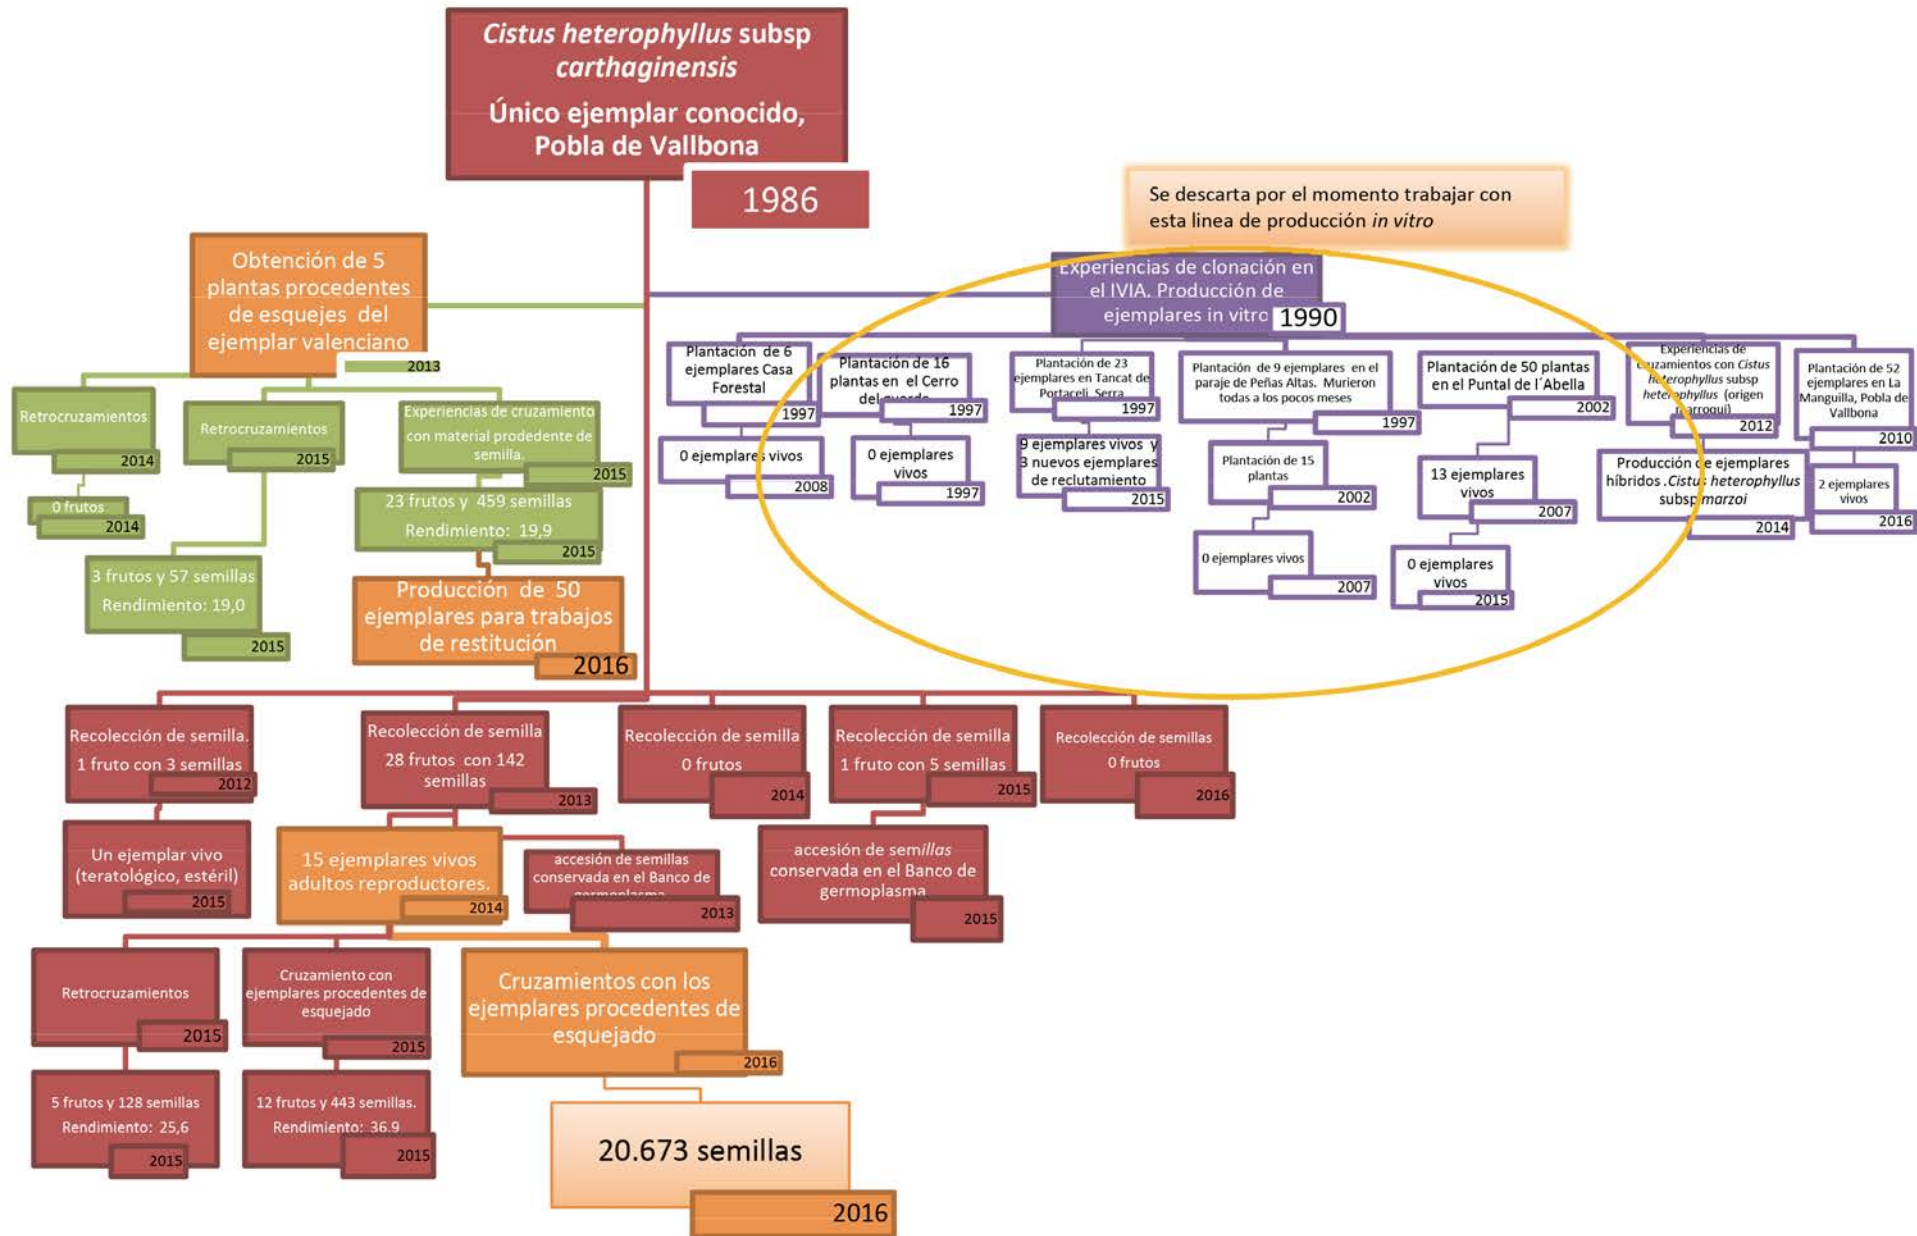 Cistus heterophyllus subsp
carthaginensis
Único ejemplar conocido,
Pobla de Vallbona
1986
Se descarta por el momento trabajar con
esta linea de producción in vitro
Obtención de 5
plantas procedentes
de esquejes del
ejemplar valenciano
2013
Retrocruzamientos
2014
0 frutos
2014
Retrocruzamientos
2015
3 frutos y 57 semillas
Rendimiento: 19,0
2015
Experiencias de cruzamiento
con material prodedente de
semilla.
2015
23 frutos y 459 semillas
Rendimiento: 19,9
2015
Producción de 50
ejemplares para trabajos
de restitución
2016
Experiencias de clonación en
el IVIA. Producción de
ejemplares in vitro
1990
Plantación de 6
ejemplares Casa
Forestal
1997
0 ejemplares vivos
2008
Plantación de 16
plantas en el Cerro
del
1997
0 ejemplares
vivos
1997
Plantación de 23
ejemplares en Tancat de
Portaceli, Serra
1997
9 ejemplares vivos y
3 nuevos ejemplares
de reclutamiento
2015
Plantación de 9 ejemplares en el
paraje de Peñas Altas. Murieron
todas a los pocos meses
1997
Plantación de 15
plantas
2002
0 ejemplares vivos
2007
Plantación de 50 plantas
en el Puntal de l´Abella
2002
13 ejemplares
vivos
2007
0 ejemplares
vivos
2015
Experiencias de
cruzamientos con Cistus
heterophyllus subsp
heterophyllus (origen
marroquí)
2012
Producción de ejemplares
híbridos .Cistus heterophyllus
subsp marzoi
2014
Plantación de 52
ejemplares en La
Manguilla, Pobla de
Vallbona
2010
2 ejemplares
vivos
2016
Recolección de semilla.
1 fruto con 3 semillas
2012
Un ejemplar vivo
(teratológico, estéril)
2015
Recolección de semilla
28 frutos con 142
semillas
2013
15 ejemplares vivos
adultos reproductores.
2014
accesión de semillas
conservada en el Banco de
germoplasma
2013
Recolección de semilla
0 frutos
2014
Recolección de semilla
1 fruto con 5 semillas
2015
accesión de semillas
conservada en el Banco de
germoplasma
2015
Recolección de semillas
0 frutos
2016
Retrocruzamientos
2015
5 frutos y 128 semillas
Rendimiento: 25,6
2015
Cruzamiento con
ejemplares procedentes de
esquejado
2015
12 frutos y 443 semillas.
Rendimiento: 36.9
2015
Cruzamientos con los
ejemplares procedentes de
esquejado
2016
20.673 semillas
2016